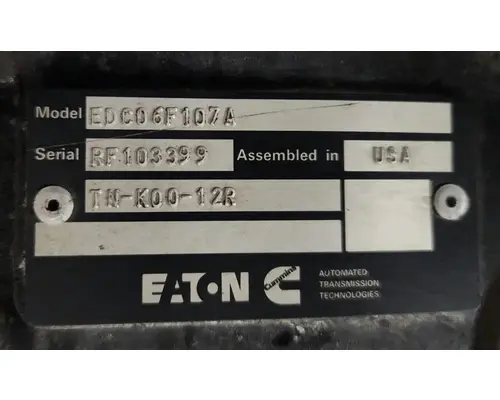 Model EDC06F107A
Serial RF103399 Assembled in USA
TN-K00-12R
EATON Cummins AUTOMATED
TRANSMISSION
TECHNOLOGIES.